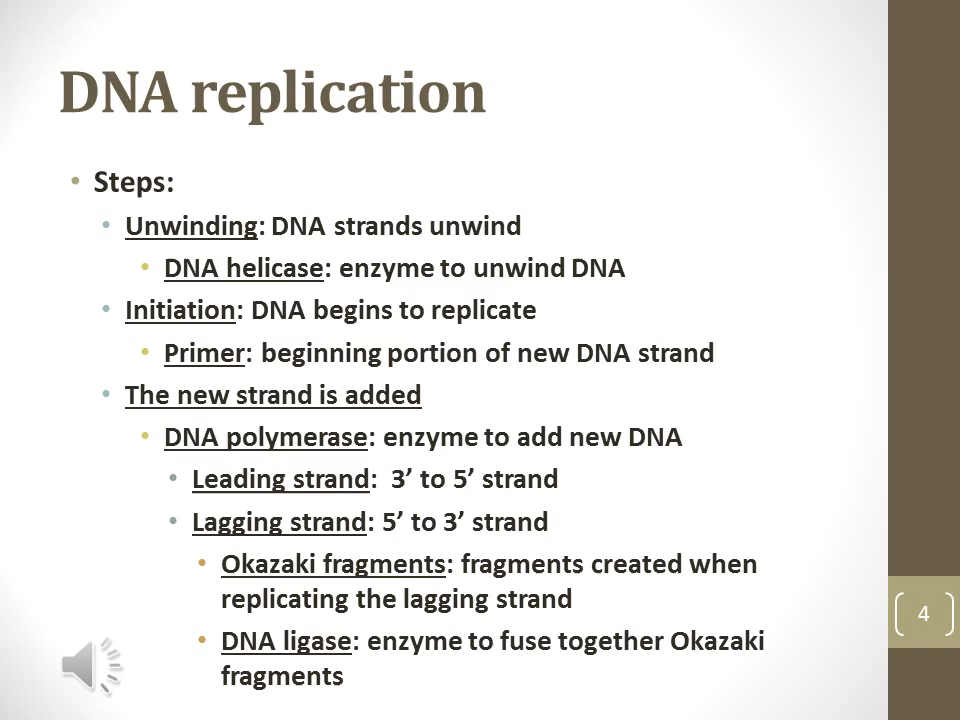 DNA replication
• Steps:
• Unwinding: DNA strands unwind
• DNA helicase: enzyme to unwind DNA
• Initiation: DNA begins to replicate
• Primer: beginning portion of new DNA strand
• The new strand is added
• DNA polymerase: enzyme to add new DNA
• Leading strand:  3’ to 5’ strand
• Lagging strand: 5’ to 3’ strand
• Okazaki fragments: fragments created when
replicating the lagging strand
• DNA ligase: enzyme to fuse together Okazaki
fragments
4